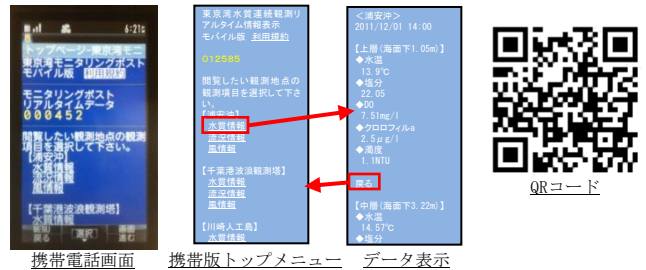 6:21
トップページ-東京湾モニ
東京湾モニタリングポスト
モバイル版 利用規約
モニタリングポスト
リアルタイムデータ
000452
閲覧したい観測地点の観測
項目を選択して下さい。
【浦安沖】
水質情報
流況情報
風情報
【千葉港波浪観測塔】
水質情報
戻る
選択
進む
携帯電話画面
東京湾水質連続観測リ
アルタイム情報表示
モバイル版 利用規約
012585
閲覧したい観測地点の
観測項目を選択して下さ
い。
【浦安沖】
水質情報
流況情報
風情報
【千葉港波浪観測塔】
水質情報
流況情報
風情報
【川崎人工島】
水質情報
携帯版トップメニュー
＜浦安沖＞
2011/12/01 14:00
【上層(海面下1.05m)】
◆水温
13.9℃
◆塩分
22.05
◆DO
7.51mg/l
◆クロロフィルa
2.5μg/l
◆濁度
1.1NTU
戻る
【中層(海面下3.22m)】
◆水温
14.57℃
◆塩分
データ表示
QRコード